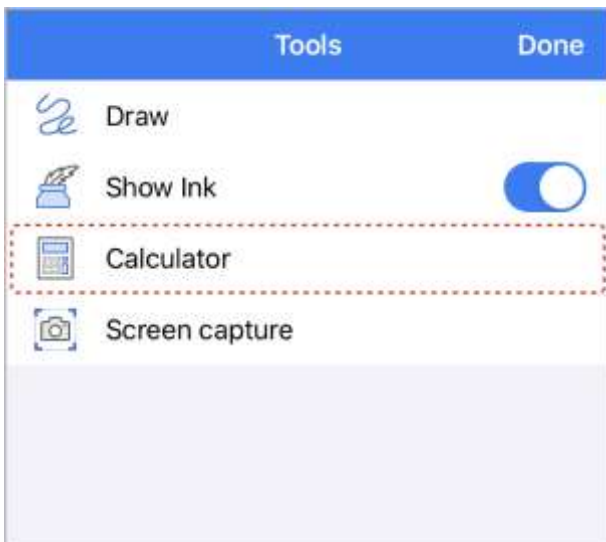 Tools Done
Draw
Show Ink
Calculator
Screen capture